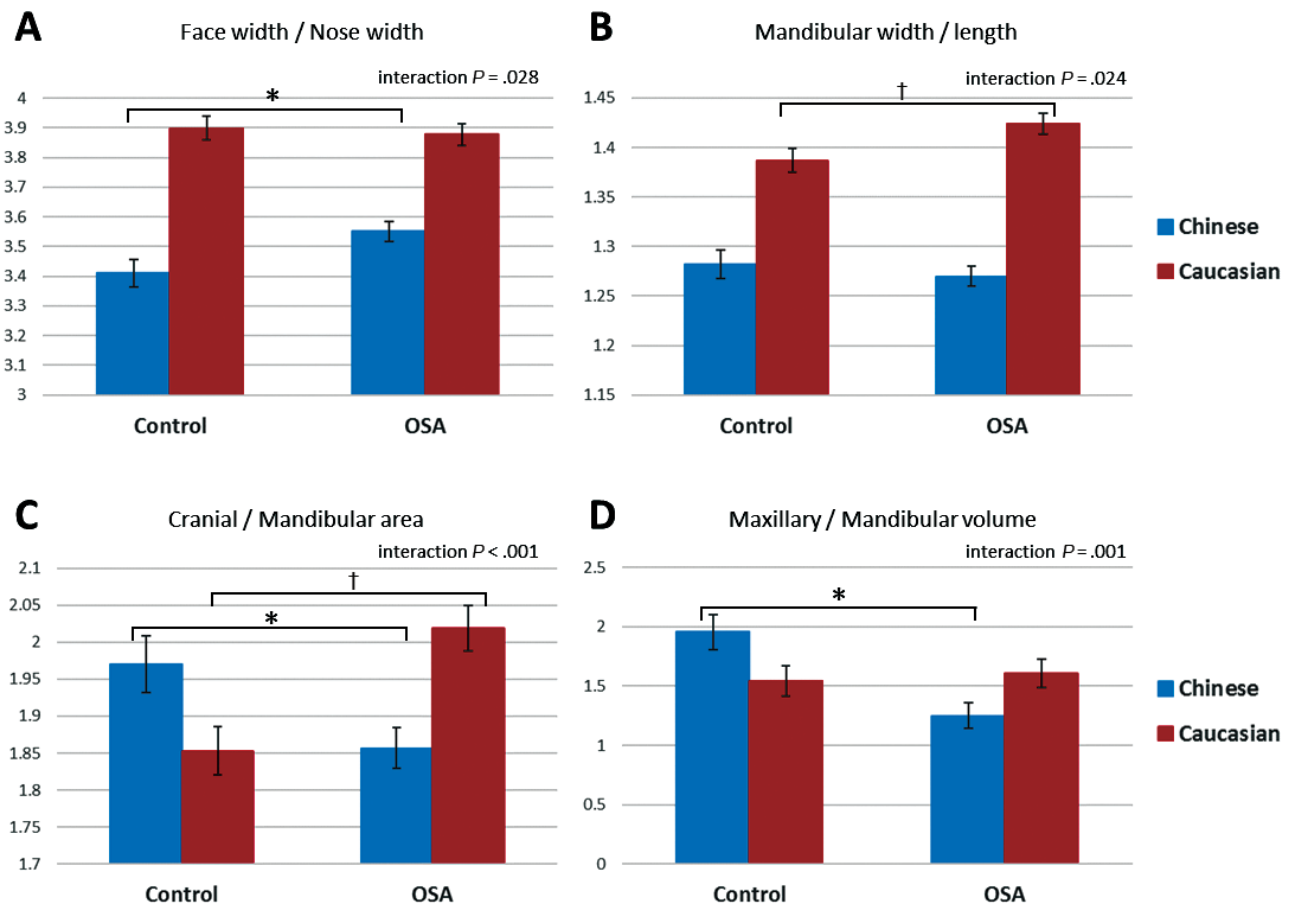 A
Face width / Nose width
interaction P = .028
*
4
3.9
3.8
3.7
3.6
3.5
3.4
3.3
3.2
3.1
3
Control OSA
B
Mandibular width / length
interaction P = .024
†
1.45
1.4
1.35
1.3
1.25
1.2
1.15
Control OSA
Chinese
Caucasian
C
Cranial / Mandibular area
interaction P < .001
†
*
2.1
2.05
2
1.95
1.9
1.85
1.8
1.75
1.7
Control OSA
D
Maxillary / Mandibular volume
interaction P = .001
*
2.5
2
1.5
1
0.5
0
Control OSA
Chinese
Caucasian